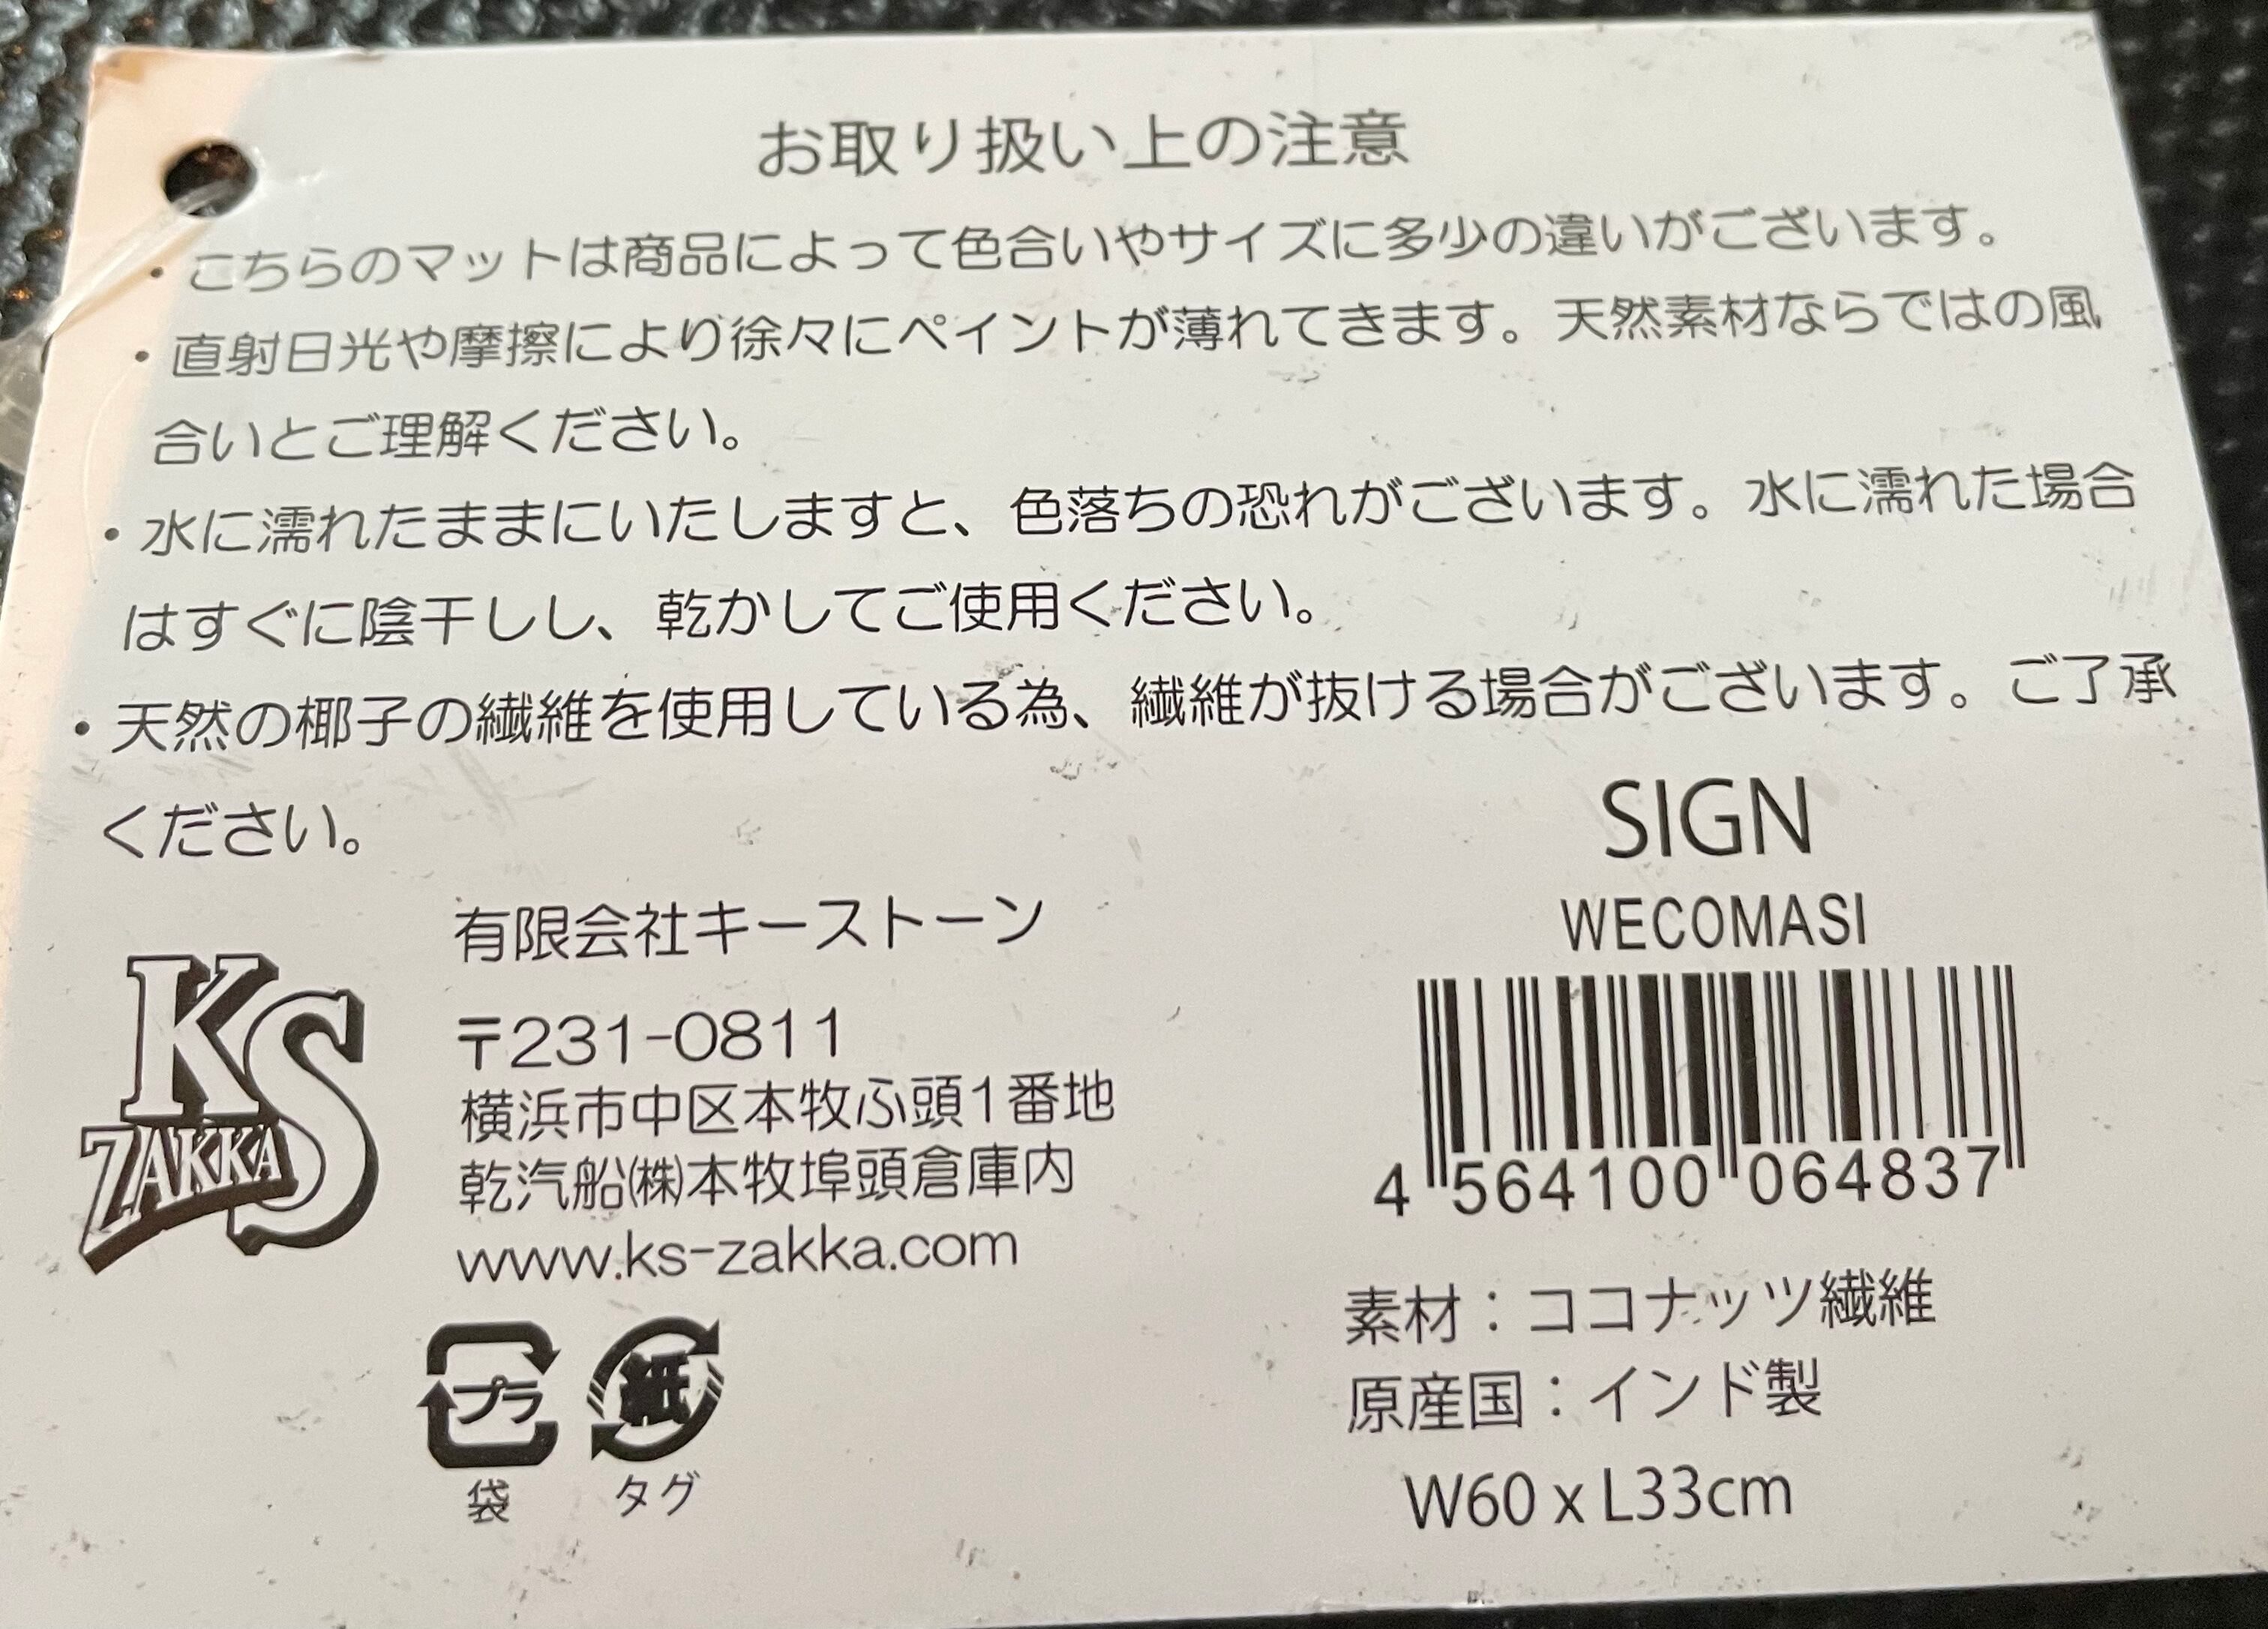 お取り扱い上の注意
・こちらのマットは商品によって色合いやサイズに多少の違いがございます。
・直射日光や摩擦により徐々にペイントが薄れてきます。天然素材ならではの風
合いとご理解ください。
・水に濡れたままにいたしますと、色落ちの恐れがございます。水に濡れた場合
はすぐに陰干しし、乾かしてご使用ください。
・天然の椰子の繊維を使用している為、繊維が抜ける場合がございます。ご了承
ください。
KS
ZAKKA
有限会社キーストーン
〒231-0811
横浜市中区本牧ふ頭1番地
乾汽船㈱本牧埠頭倉庫内
www.ks-zakka.com
プラ
袋
紙
タグ
SIGN
WECOMASI
4 564100 064837
素材：ココナッツ繊維
原産国：インド製
W60 x L33cm